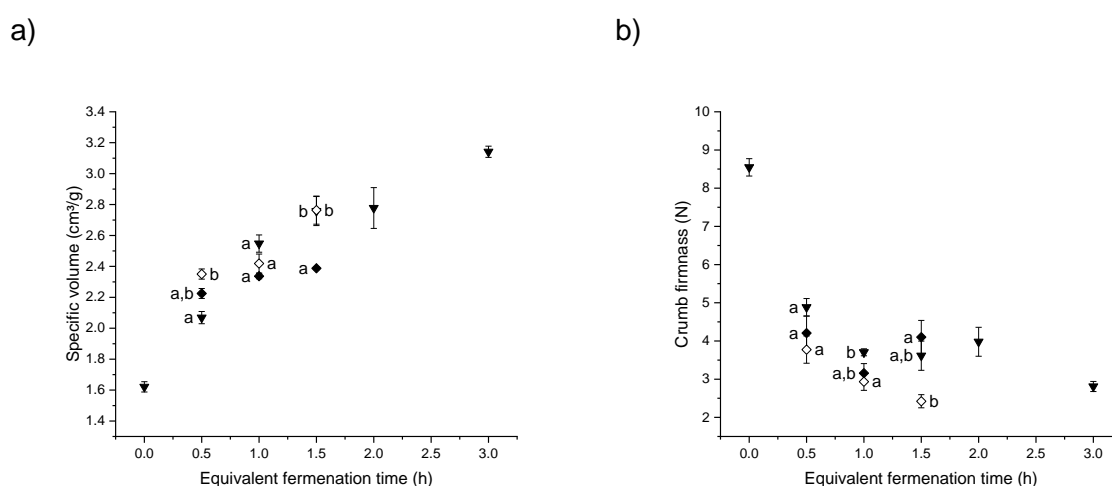 a)
b)
3.4
3.2
3.0
2.8
2.6
2.4
2.2
2.0
1.8
1.6
1.4
Specific volume (cm³/g)
b b
a
a
a
a
b
a,b
a
0.0 0.5 1.0 1.5 2.0 2.5 3.0
Equivalent fermenation time (h)
10
9
8
7
6
5
4
3
2
Crumb firmnass (N)
a
a
a
b
a,b
a
a
a,b
b
0.0 0.5 1.0 1.5 2.0 2.5 3.0
Equivalent fermenation time (h)